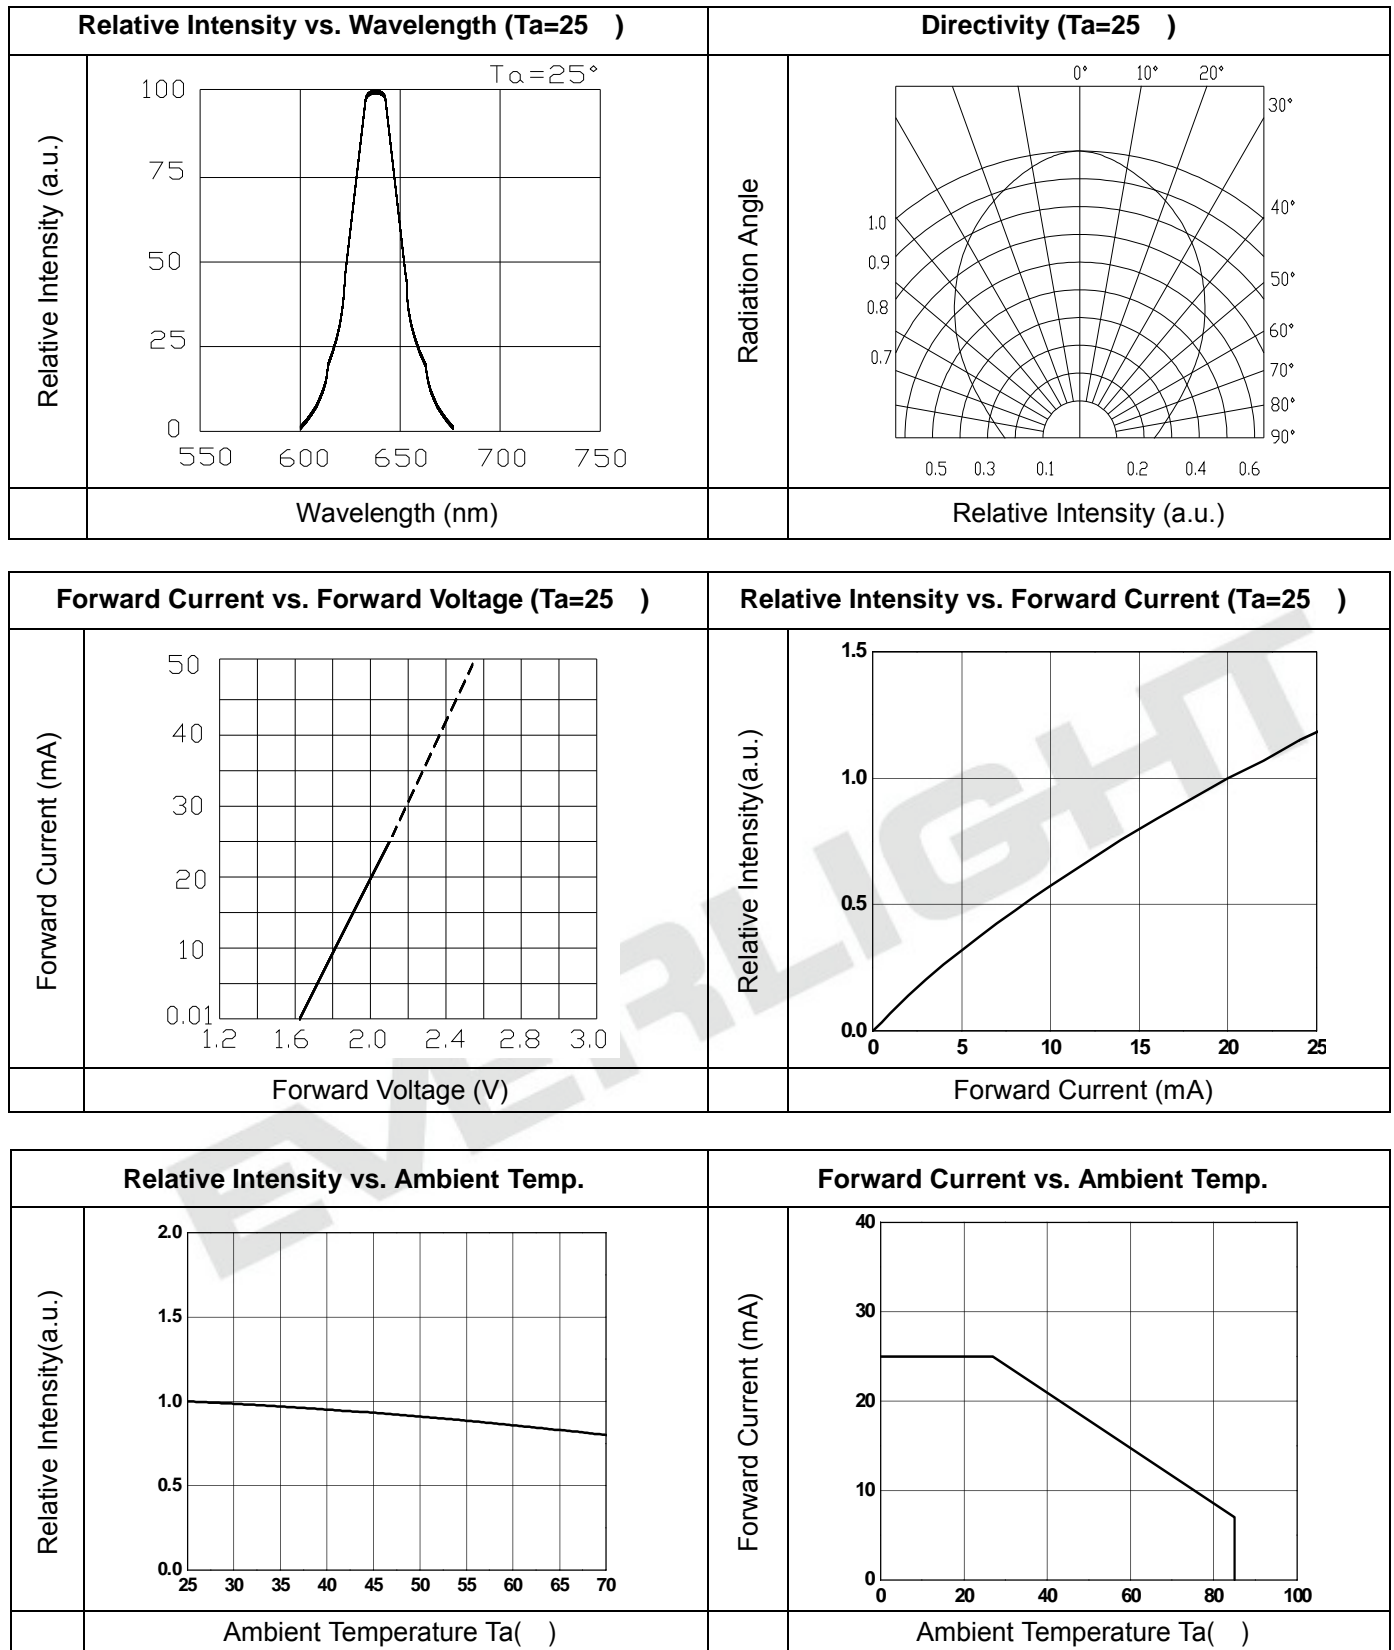 Relative Intensity vs. Wavelength (Ta=25 )
Directivity (Ta=25 )
Relative Intensity (a.u.)
Ta=25°
100
75
50
25
0
550 600 650 700 750
Wavelength (nm)
Radiation Angle
0° 10° 20°
30°
40°
50°
60°
70°
80°
90°
1.0
0.9
0.8
0.7
0.5 0.3 0.1 0.2 0.4 0.6
Relative Intensity (a.u.)
Forward Current vs. Forward Voltage (Ta=25 )
Relative Intensity vs. Forward Current (Ta=25 )
Forward Current (mA)
50
40
30
20
10
0.01
1.2 1.6 2.0 2.4 2.8 3.0
Forward Voltage (V)
Relative Intensity(a.u.)
1.5
1.0
0.5
0.0
0 5 10 15 20 25
Forward Current (mA)
EVERLIGHT
Relative Intensity vs. Ambient Temp.
Forward Current vs. Ambient Temp.
Relative Intensity(a.u.)
2.0
1.5
1.0
0.5
0.0
25 30 35 40 45 50 55 60 65 70
Ambient Temperature Ta( )
Forward Current (mA)
40
30
20
10
0
0 20 40 60 80 100
Ambient Temperature Ta( )